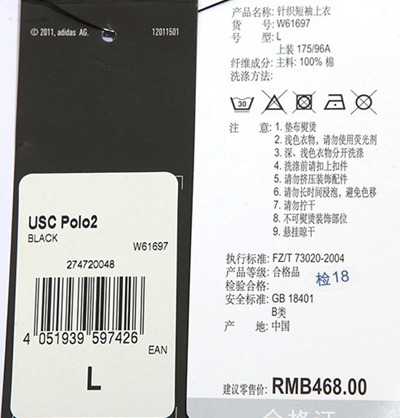 © 2011, adidas AG.
12011501
USC Polo2
BLACK
W61697
274720048
4 051939 597426
EAN
L
产品名称: 针织短袖上衣
货号: W61697
型号: L
上装 175/96A
纤维成分: 主料: 100% 棉
洗涤方法:
30
注 意: 1. 垫布熨烫
2. 浅色衣物, 请勿使用荧光剂
3. 深、浅色衣物分开洗涤
4. 洗涤前请扣上扣件
5. 请勿挤压装饰配件
6. 请勿长时间浸泡, 避免色移
7. 请勿拧干
8. 不可熨烫装饰部位
9. 悬挂晾干
执行标准: FZ/T 73020-2004
产品等级: 合格品
检验合格: 检18
安全标准: GB 18401
B类
产 地: 中国
建议零售价: RMB468.00
合格证